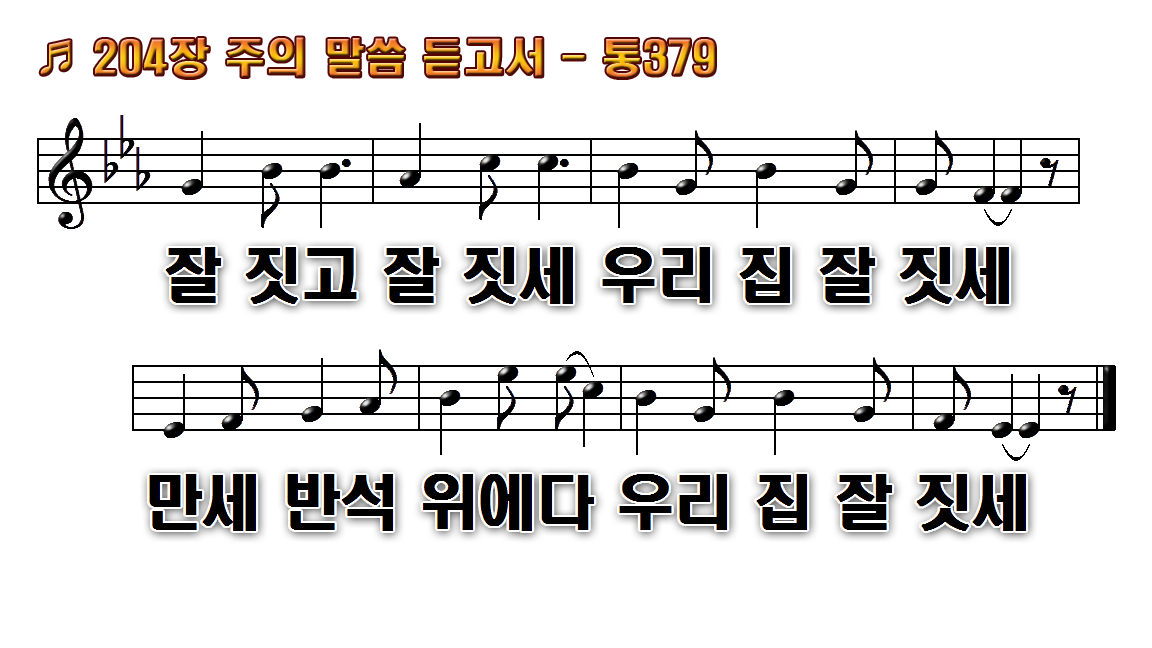 ♬ 204장 주의 말씀 듣고서 - 통379
잘 짓고 잘 짓세 우리 집 잘 짓세
만세 반석 위에다 우리 집 잘 짓세